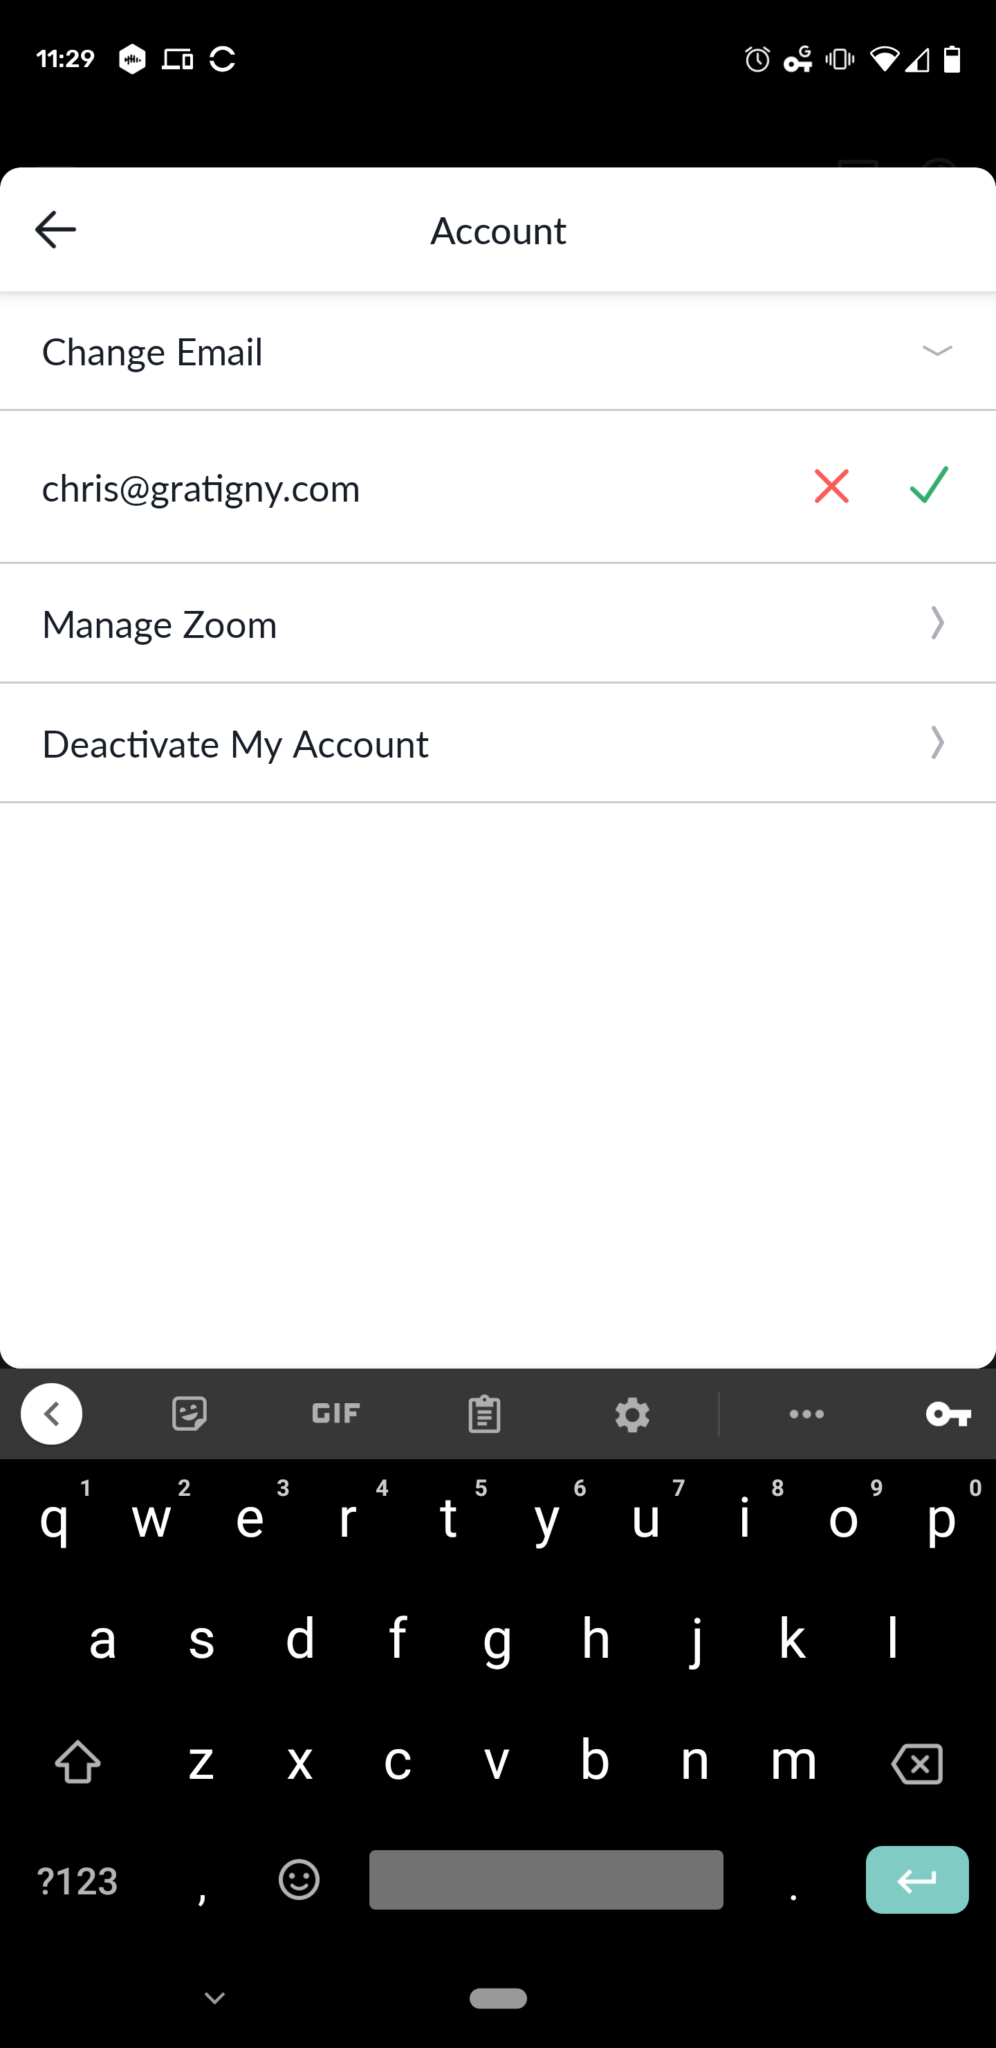 11:29
G
Account
Change Email
chris@gratigny.com
Manage Zoom
Deactivate My Account
GIF
1 2 3 4 5 6 7 8 9 0
q w e r t y u i o p
a s d f g h j k l
z x c v b n m
?123 , .